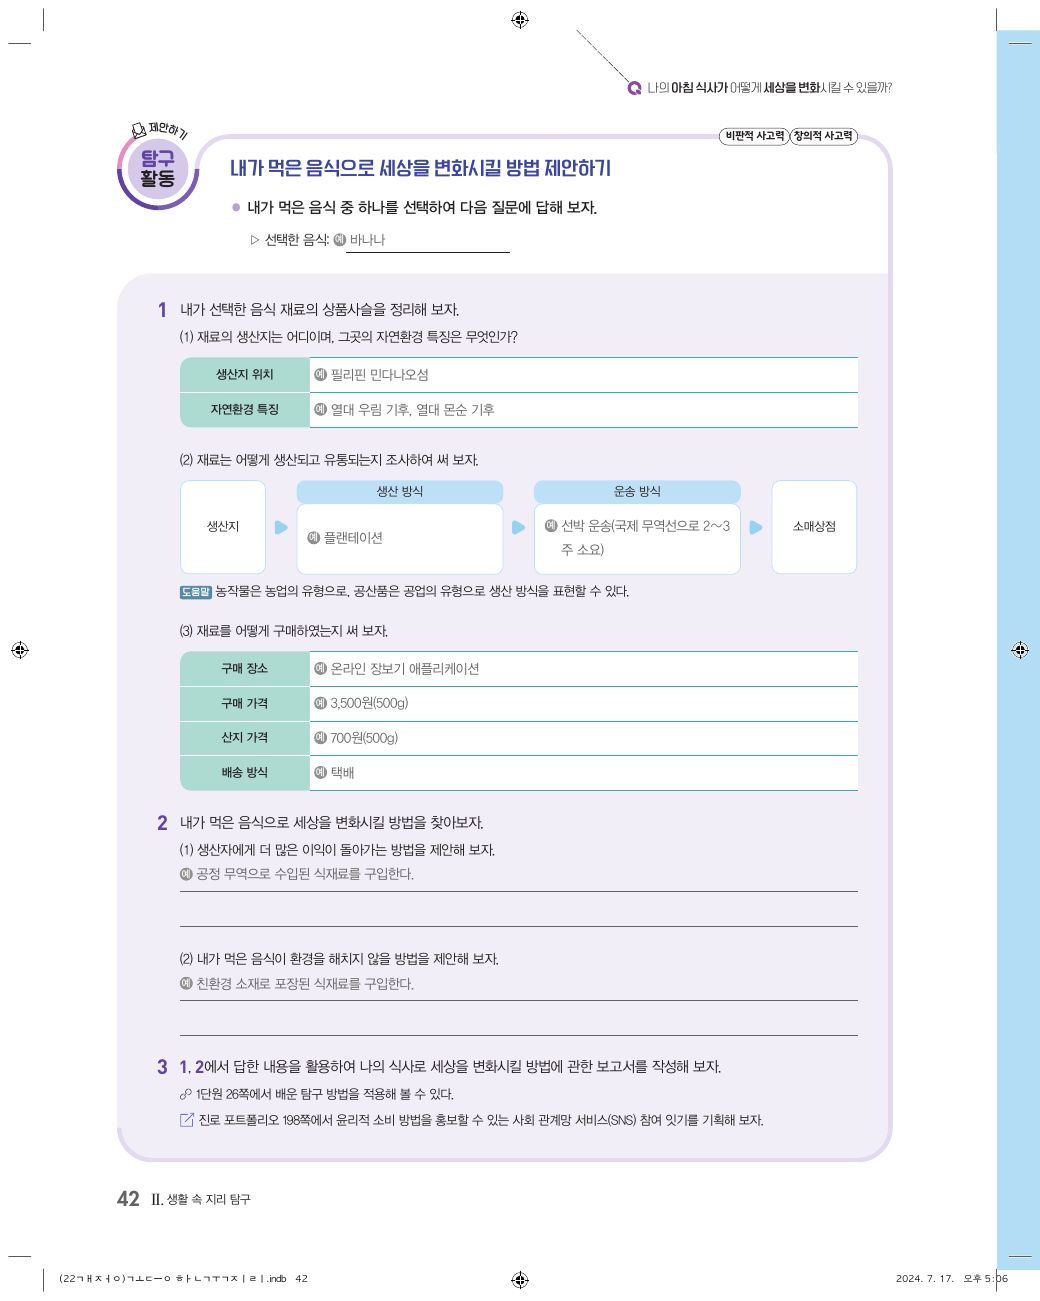 나의 아침 식사가 어떻게 세상을 변화시킬 수 있을까?
제안하기
탐구
활동
비판적 사고력 창의적 사고력
내가 먹은 음식으로 세상을 변화시킬 방법 제안하기
● 내가 먹은 음식 중 하나를 선택하여 다음 질문에 답해 보자.
▷ 선택한 음식: 예 바나나
1 내가 선택한 음식 재료의 상품사슬을 정리해 보자.
(1) 재료의 생산지는 어디이며, 그곳의 자연환경 특징은 무엇인가?
생산지 위치 예 필리핀 민다나오섬
자연환경 특징 예 열대 우림 기후, 열대 몬순 기후
(2) 재료는 어떻게 생산되고 유통되는지 조사하여 써 보자.
생산지
생산 방식
예 플랜테이션
운송 방식
예 선박 운송(국제 무역선으로 2~3
주 소요)
소매상점
도움말 농작물은 농업의 유형으로, 공산품은 공업의 유형으로 생산 방식을 표현할 수 있다.
(3) 재료를 어떻게 구매하였는지 써 보자.
구매 장소 예 온라인 장보기 애플리케이션
구매 가격 예 3,500원(500g)
산지 가격 예 700원(500g)
배송 방식 예 택배
2 내가 먹은 음식으로 세상을 변화시킬 방법을 찾아보자.
(1) 생산자에게 더 많은 이익이 돌아가는 방법을 제안해 보자.
예 공정 무역으로 수입된 식재료를 구입한다.
(2) 내가 먹은 음식이 환경을 해치지 않을 방법을 제안해 보자.
예 친환경 소재로 포장된 식재료를 구입한다.
3 1, 2에서 답한 내용을 활용하여 나의 식사로 세상을 변화시킬 방법에 관한 보고서를 작성해 보자.
1단원 26쪽에서 배운 탐구 방법을 적용해 볼 수 있다.
진로 포트폴리오 198쪽에서 윤리적 소비 방법을 홍보할 수 있는 사회 관계망 서비스(SNS) 참여 잇기를 기획해 보자.
42 II. 생활 속 지리 탐구
(22ㄱㅐㅈㅓㅇ)ㄱㅗㄷㅡㅇ ㅎㅏㄴㄱㅜㄱㅈㅣㄹㅣ.indb 42
2024. 7. 17. 오후 5:06